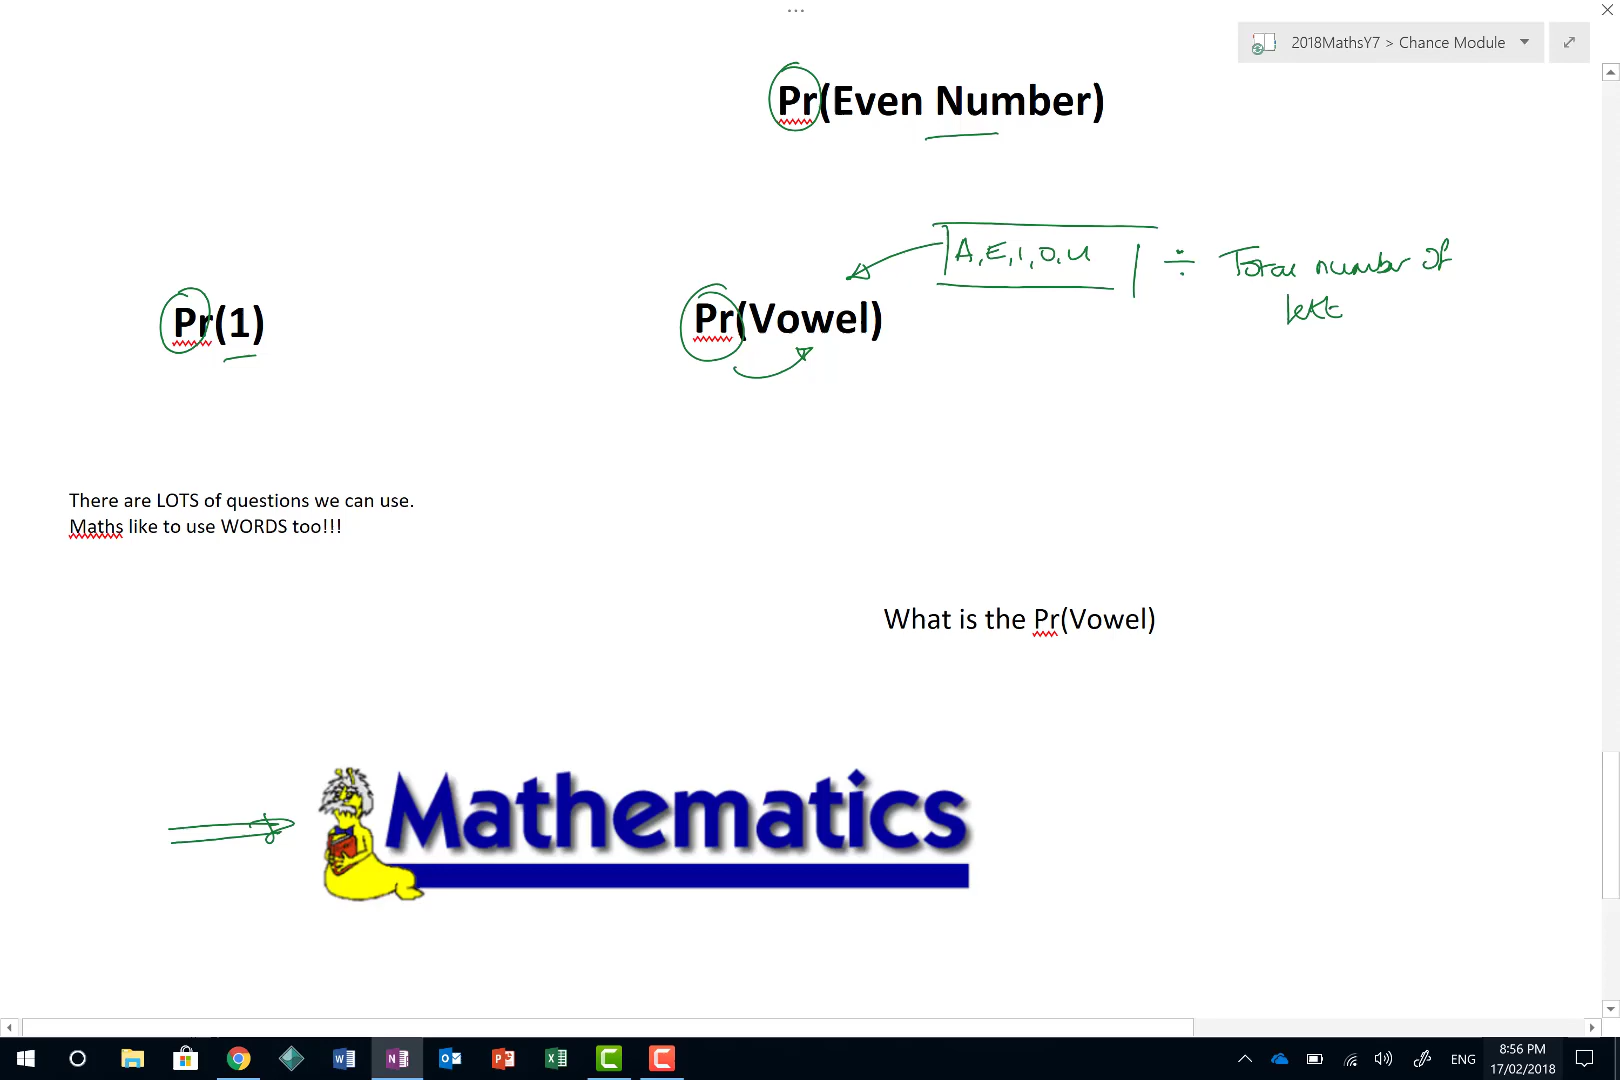 2018MathsY7 > Chance Module
Pr(Even Number)
A, E, I, O, U ÷ Total number of
lett
Pr(1)
Pr(Vowel)
There are LOTS of questions we can use.
Maths like to use WORDS too!!!
What is the Pr(Vowel)
Mathematics
ENG
8:56 PM
17/02/2018